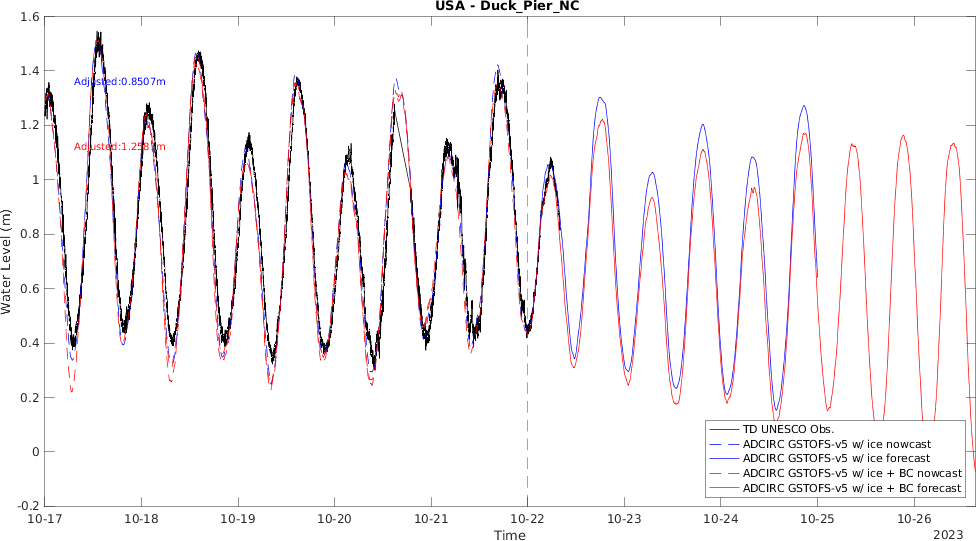 USA - Duck_Pier_NC
1.6
1.4
1.2
1
0.8
0.6
0.4
0.2
0
-0.2
Water Level (m)
Adjusted:0.8507m
TD UNESCO Obs.
ADCIRC GSTOFS-v5 w/ ice nowcast
ADCIRC GSTOFS-v5 w/ ice forecast
ADCIRC GSTOFS-v5 w/ ice + BC nowcast
ADCIRC GSTOFS-v5 w/ ice + BC forecast
10-17 10-18 10-19 10-20 10-21 10-22 10-23 10-24 10-25 10-26
Time
2023